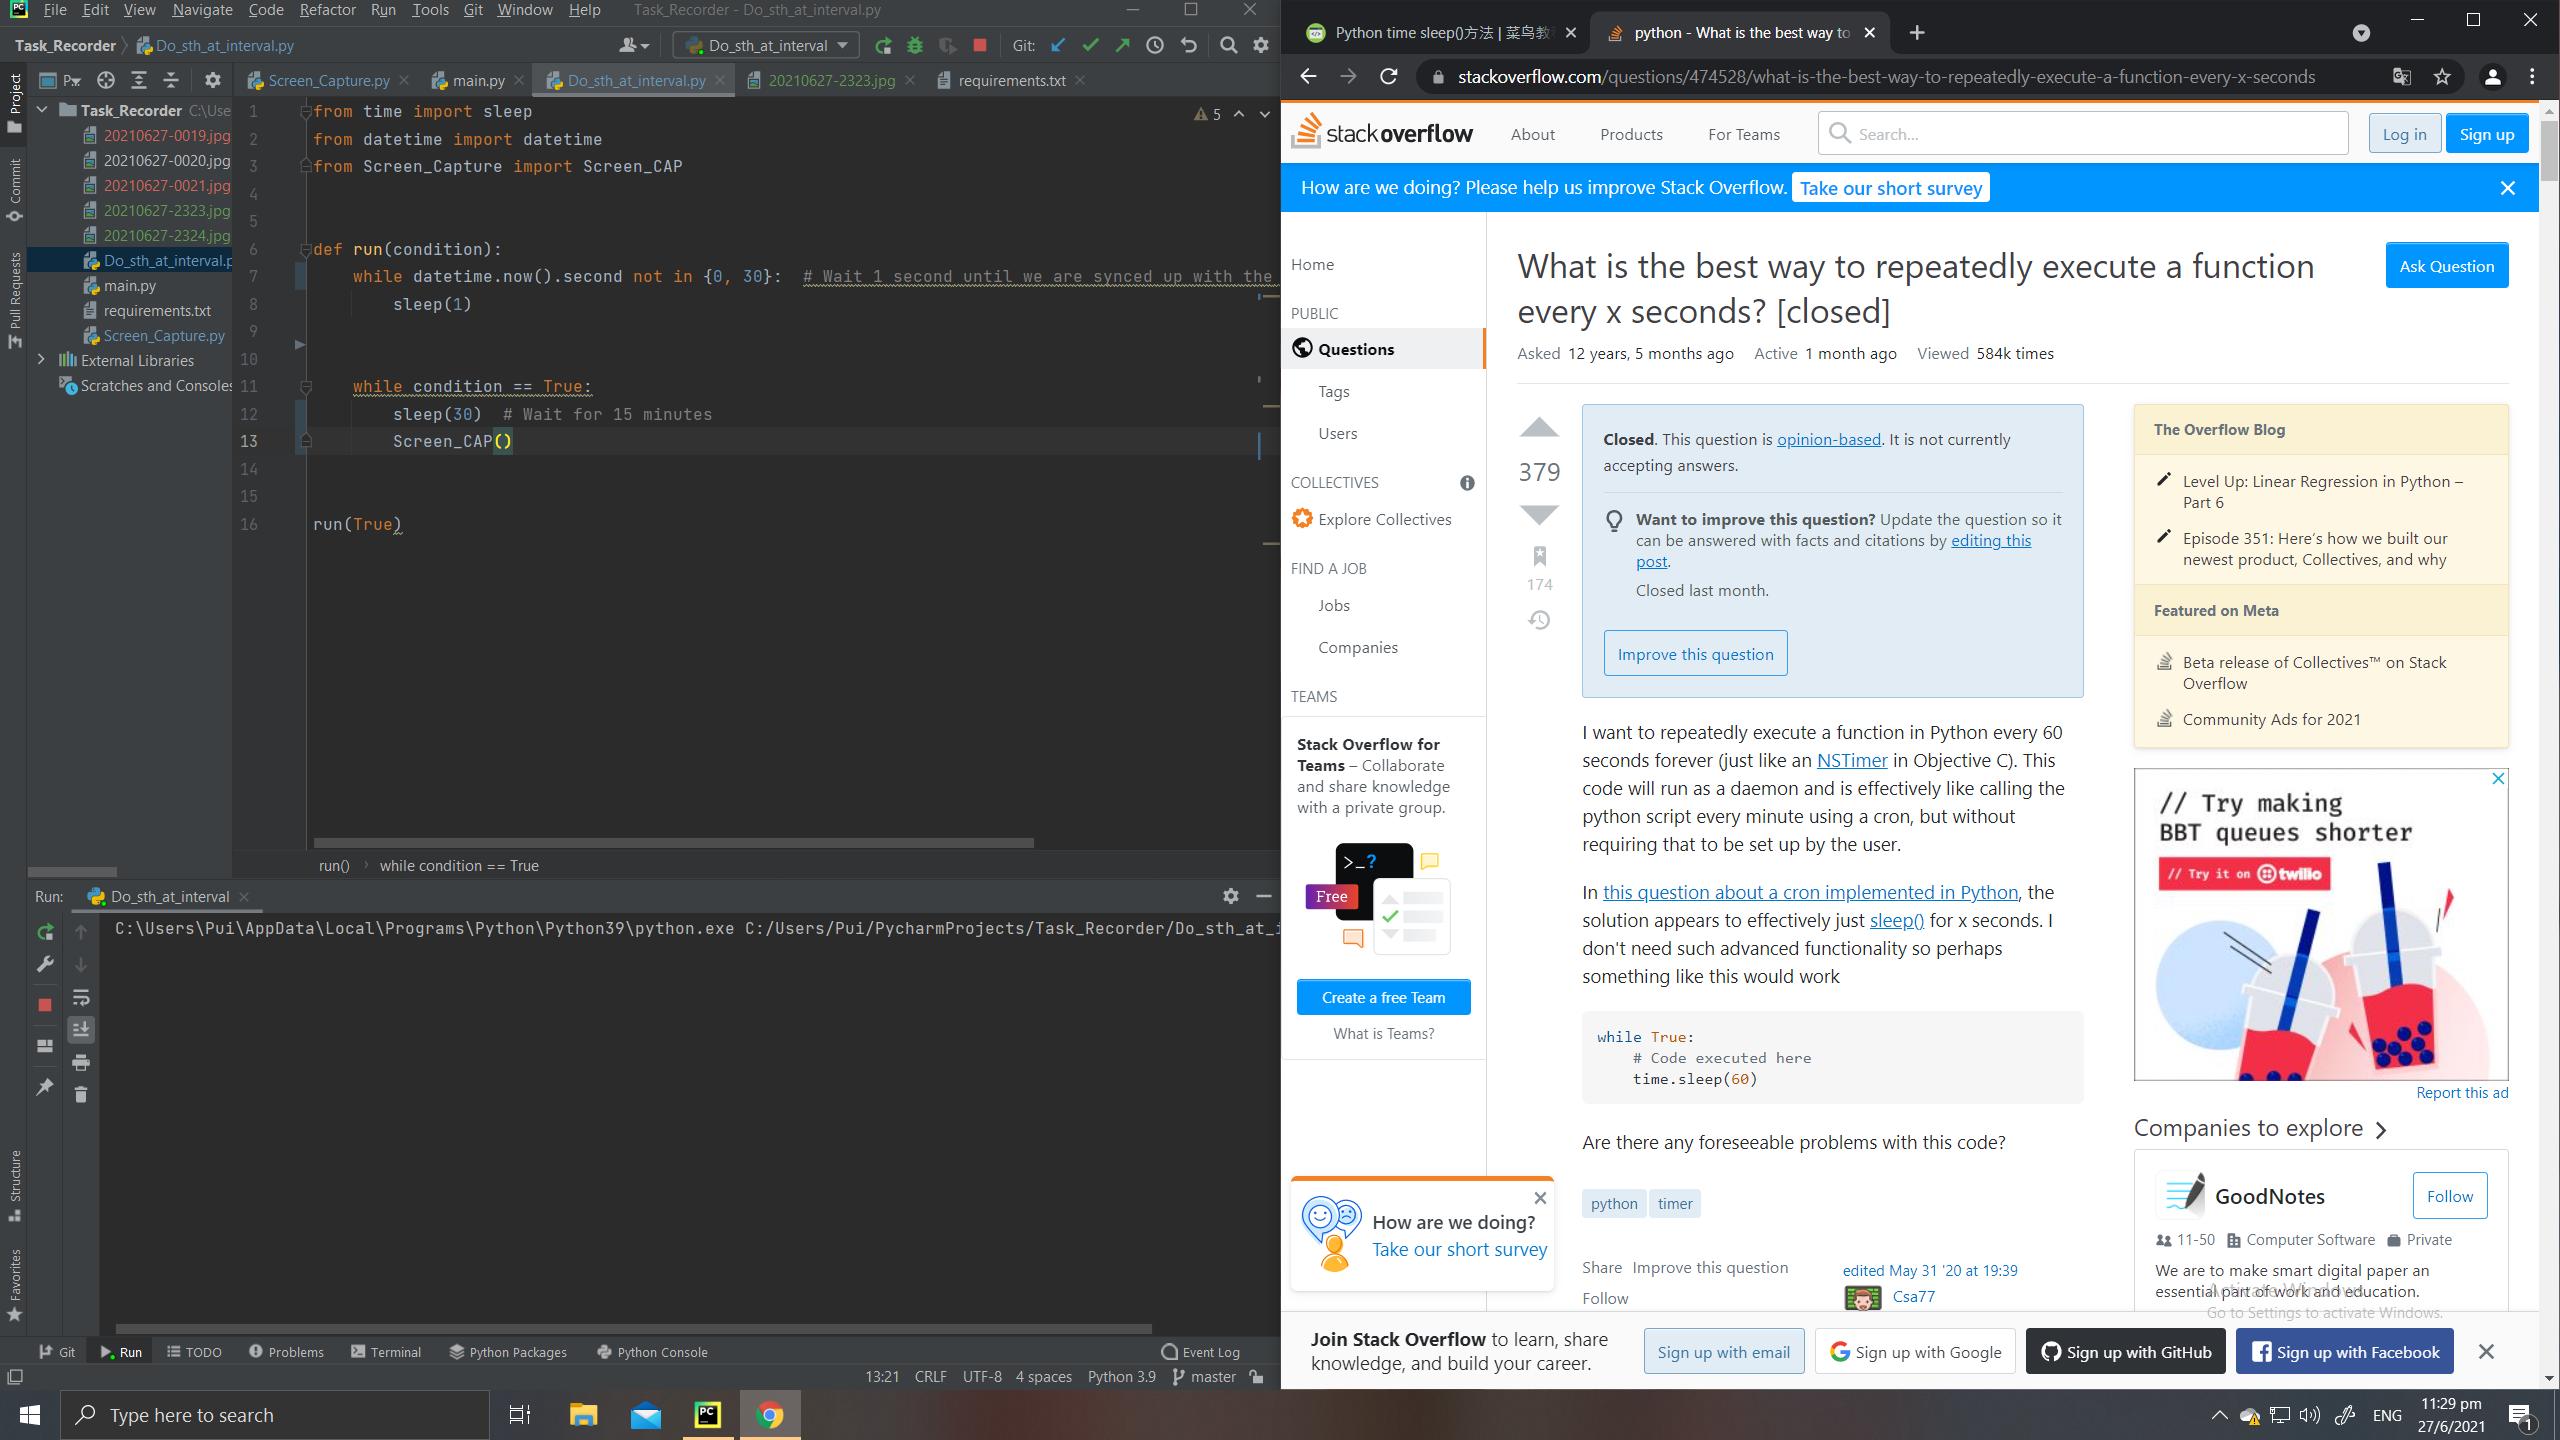 File Edit View Navigate Code Refactor Run Tools Git Window Help Task_Recorder - Do_sth_at_interval.py
Task_Recorder Do_sth_at_interval.py
Do_sth_at_interval Git:
Project
Commit
Pull Requests
Structure
Favorites
P
Screen_Capture.py main.py Do_sth_at_interval.py 20210627-2323.jpg requirements.txt
Task_Recorder C:\Use
20210627-0019.jpg
20210627-0020.jpg
20210627-0021.jpg
20210627-2323.jpg
20210627-2324.jpg
Do_sth_at_interval.p
main.py
requirements.txt
Screen_Capture.py
External Libraries
Scratches and Consoles
5
1 from time import sleep
2 from datetime import datetime
3 from Screen_Capture import Screen_CAP
4
5
6 def run(condition):
7 while datetime.now().second not in {0, 30}: # Wait 1 second until we are synced up with the
8 sleep(1)
9
10
11 while condition == True:
12 sleep(30) # Wait for 15 minutes
13 Screen_CAP()
14
15
16 run(True)
run() while condition == True
Run: Do_sth_at_interval
C:\Users\Pui\AppData\Local\Programs\Python\Python39\python.exe C:/Users/Pui/PycharmProjects/Task_Recorder/Do_sth_at_i
Git Run TODO Problems Terminal Python Packages Python Console Event Log
13:21 CRLF UTF-8 4 spaces Python 3.9 master
Python time sleep()方法 | 菜鸟教 python - What is the best way to
stackoverflow.com/questions/474528/what-is-the-best-way-to-repeatedly-execute-a-function-every-x-seconds
stackoverflow About Products For Teams Search... Log in Sign up
How are we doing? Please help us improve Stack Overflow. Take our short survey
Home
PUBLIC
Questions
Tags
Users
COLLECTIVES
Explore Collectives
FIND A JOB
Jobs
Companies
TEAMS
Stack Overflow for
Teams – Collaborate
and share knowledge
with a private group.
>_?
Free
Create a free Team
What is Teams?
What is the best way to repeatedly execute a function
every x seconds? [closed]
Ask Question
Asked 12 years, 5 months ago Active 1 month ago Viewed 584k times
379
174
Closed. This question is opinion-based. It is not currently
accepting answers.
Want to improve this question? Update the question so it
can be answered with facts and citations by editing this
post.
Closed last month.
Improve this question
I want to repeatedly execute a function in Python every 60
seconds forever (just like an NSTimer in Objective C). This
code will run as a daemon and is effectively like calling the
python script every minute using a cron, but without
requiring that to be set up by the user.
In this question about a cron implemented in Python, the
solution appears to effectively just sleep() for x seconds. I
don't need such advanced functionality so perhaps
something like this would work
while True:
# Code executed here
time.sleep(60)
Are there any foreseeable problems with this code?
python timer
Share Improve this question
Follow
edited May 31 '20 at 19:39
Csa77
The Overflow Blog
Level Up: Linear Regression in Python –
Part 6
Episode 351: Here's how we built our
newest product, Collectives, and why
Featured on Meta
Beta release of Collectives™ on Stack
Overflow
Community Ads for 2021
// Try making
BBT queues shorter
// Try it on twilio
Report this ad
Companies to explore
GoodNotes
Follow
11-50 Computer Software Private
We are to make smart digital paper an
essential part of work and education.
Activate Windows
Go to Settings to activate Windows.
How are we doing?
Take our short survey
Join Stack Overflow to learn, share
knowledge, and build your career.
Sign up with email Sign up with Google Sign up with GitHub Sign up with Facebook
Type here to search
PC
ENG
11:29 pm
27/6/2021
1